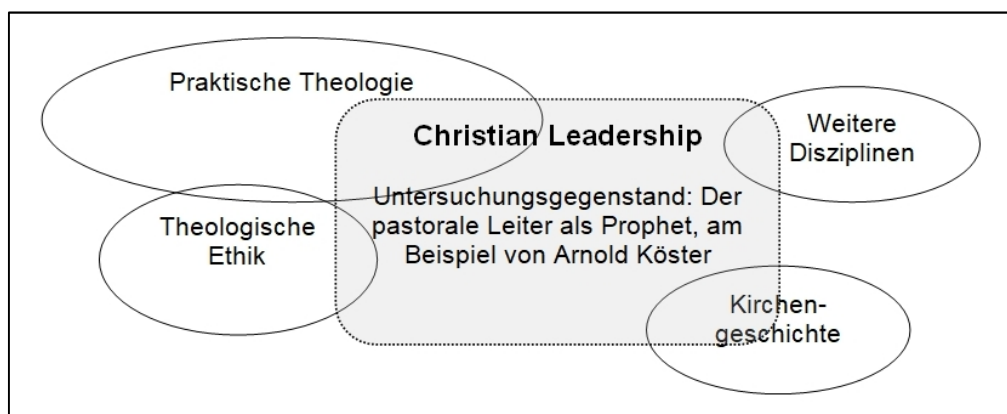 Praktische Theologie
Christian Leadership
Untersuchungsgegenstand: Der
pastorale Leiter als Prophet, am
Beispiel von Arnold Köster
Weitere
Disziplinen
Theologische
Ethik
Kirchen-
geschichte